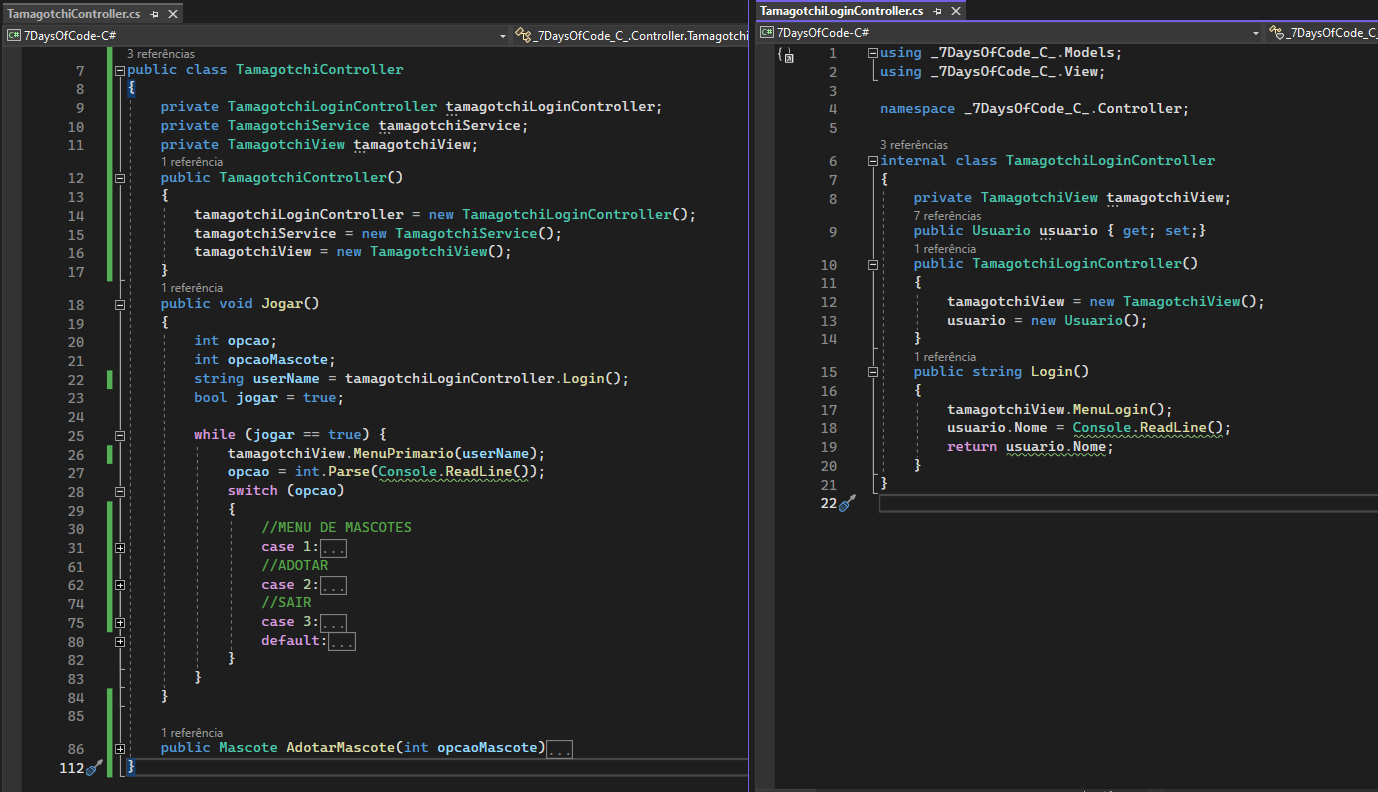 TamagotchiController.cs
7DaysOfCode-C#
_7DaysOfCode_C_.Controller.Tamagotchi
3 referências
7 public class TamagotchiController
8 {
9 private TamagotchiLoginController tamagotchiLoginController;
10 private TamagotchiService tamagotchiService;
11 private TamagotchiView tamagotchiView;
1 referência
12 public TamagotchiController()
13 {
14 tamagotchiLoginController = new TamagotchiLoginController();
15 tamagotchiService = new TamagotchiService();
16 tamagotchiView = new TamagotchiView();
17 }
1 referência
18 public void Jogar()
19 {
20 int opcao;
21 int opcaoMascote;
22 string userName = tamagotchiLoginController.Login();
23 bool jogar = true;
24
25 while (jogar == true) {
26 tamagotchiView.MenuPrimario(userName);
27 opcao = int.Parse(Console.ReadLine());
28 switch (opcao)
29 {
30 //MENU DE MASCOTES
31 case 1:...
61 //ADOTAR
62 case 2:...
74 //SAIR
75 case 3:...
80 default:...
82 }
83 }
84 }
85
1 referência
86 public Mascote AdotarMascote(int opcaoMascote)...
112 }
TamagotchiLoginController.cs
7DaysOfCode-C#
_7DaysOfCode_C_
1 using _7DaysOfCode_C_.Models;
2 using _7DaysOfCode_C_.View;
3
4 namespace _7DaysOfCode_C_.Controller;
5
3 referências
6 internal class TamagotchiLoginController
7 {
8 private TamagotchiView tamagotchiView;
7 referências
9 public Usuario usuario { get; set;}
1 referência
10 public TamagotchiLoginController()
11 {
12 tamagotchiView = new TamagotchiView();
13 usuario = new Usuario();
14 }
1 referência
15 public string Login()
16 {
17 tamagotchiView.MenuLogin();
18 usuario.Nome = Console.ReadLine();
19 return usuario.Nome;
20 }
21 }
22